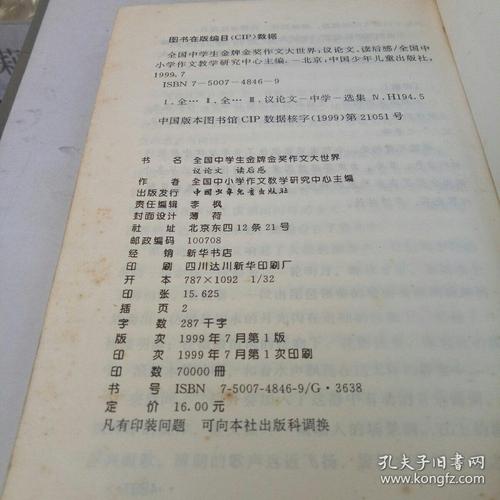 图书在版编目(CIP)数据
全国中学生金牌金奖作文大世界:议论文、读后感/全国中
小学作文教学研究中心主编.-北京:中国少年儿童出版社,
1999.7
ISBN 7-5007-4846-9
Ⅰ.全… Ⅱ.全… Ⅲ.议论文-中学-选集 Ⅳ.H194.5
中国版本图书馆CIP数据核字(1999)第21051号
书 名 全国中学生金牌金奖作文大世界
议论文 读后感
作 者 全国中小学作文教学研究中心主编
出版发行 中国少年儿童出版社
责任编辑 李枫
封面设计 薄荷
社 址 北京东四12条21号
邮政编码 100708
经 销 新华书店
印 刷 四川达川新华印刷厂
开 本 787×1092 1/32
印 张 15.625
插 页 2
字 数 287千字
版 次 1999年7月第1版
印 次 1999年7月第1次印刷
印 数 70000册
书 号 ISBN 7-5007-4846-9/G·3638
定 价 16.00元
凡有印装问题 可向本社出版科调换
孔夫子旧书网